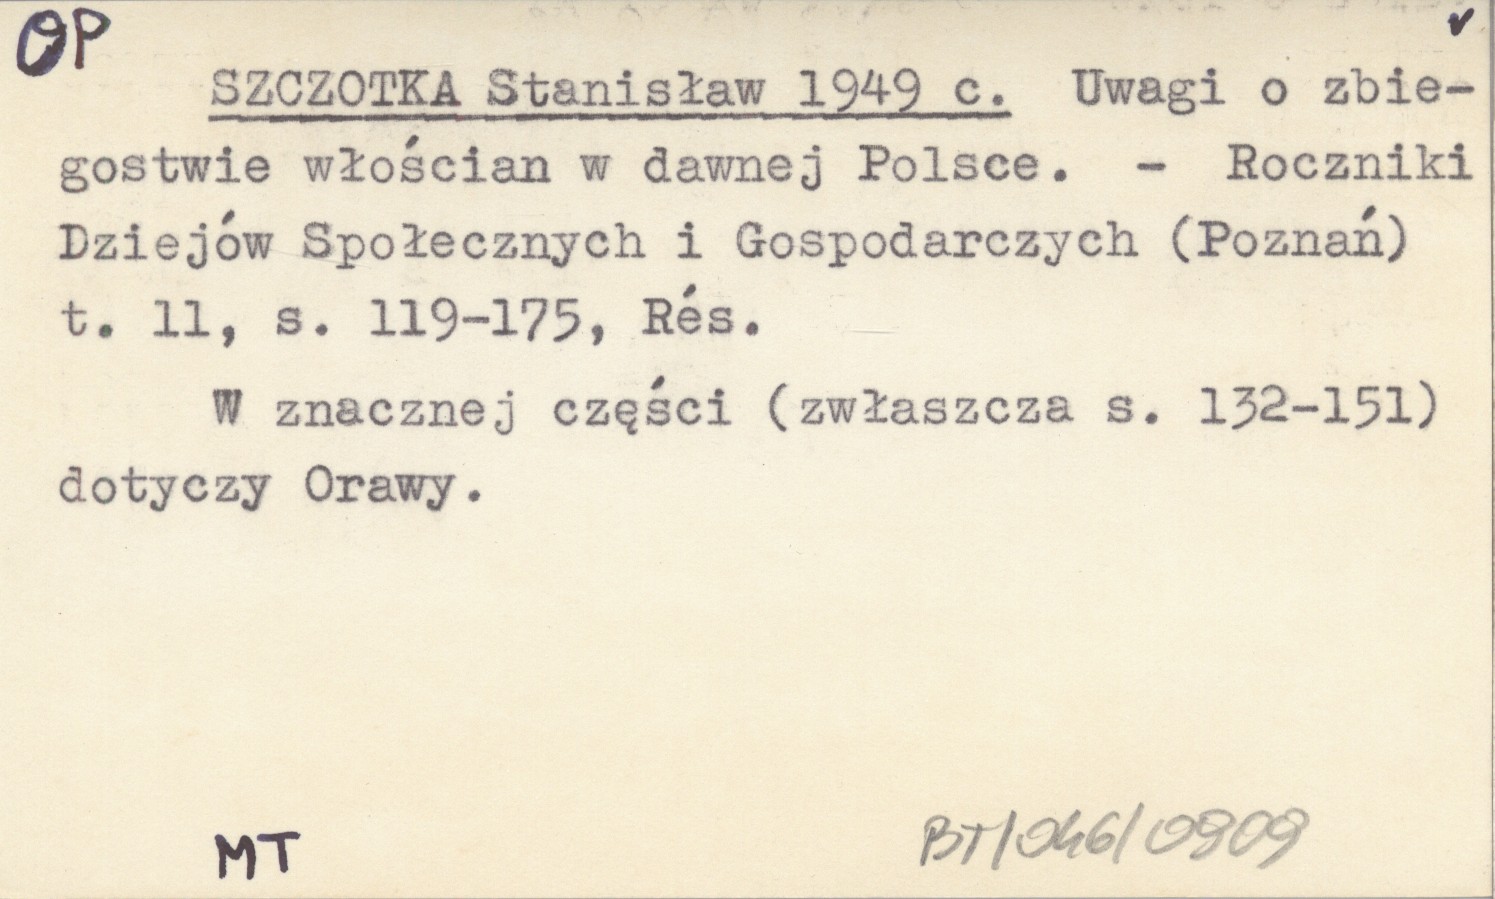 OP
SZCZOTKA Stanisław 1949 c. Uwagi o zbie-
gostwie włościan w dawnej Polsce. - Roczniki
Dziejów Społecznych i Gospodarczych (Poznań)
t. 11, s. 119-175, Rés.
W znacznej części (zwłaszcza s. 132-151)
dotyczy Orawy.
MT
BT/046/0909